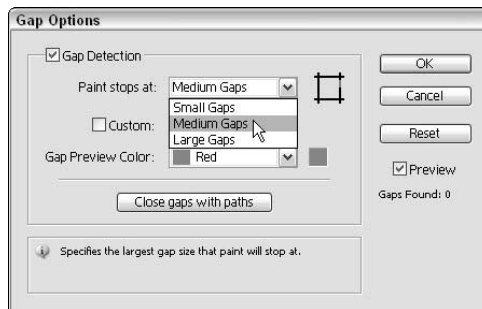 Gap Options
Gap Detection
Paint stops at: Medium Gaps
Small Gaps
Medium Gaps
Large Gaps
Custom:
Gap Preview Color: Red
Close gaps with paths
Specifies the largest gap size that paint will stop at.
OK
Cancel
Reset
Preview
Gaps Found: 0